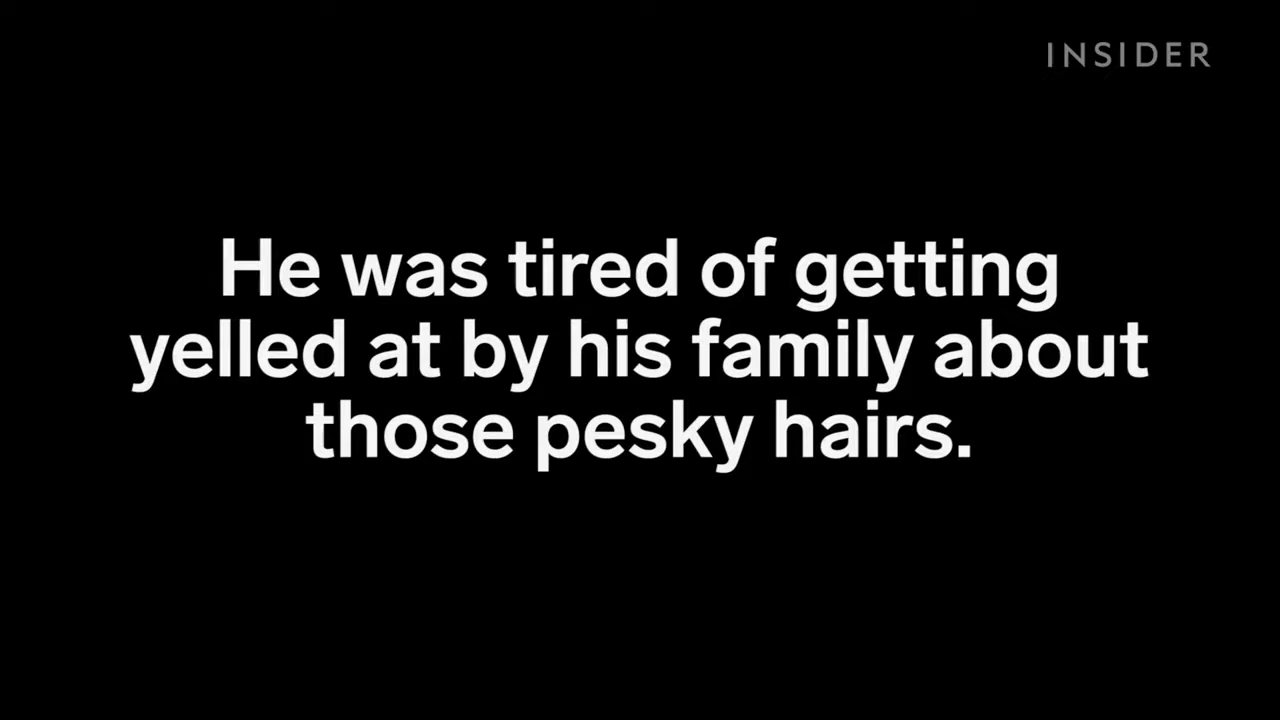 INSIDER
He was tired of getting
yelled at by his family about
those pesky hairs.